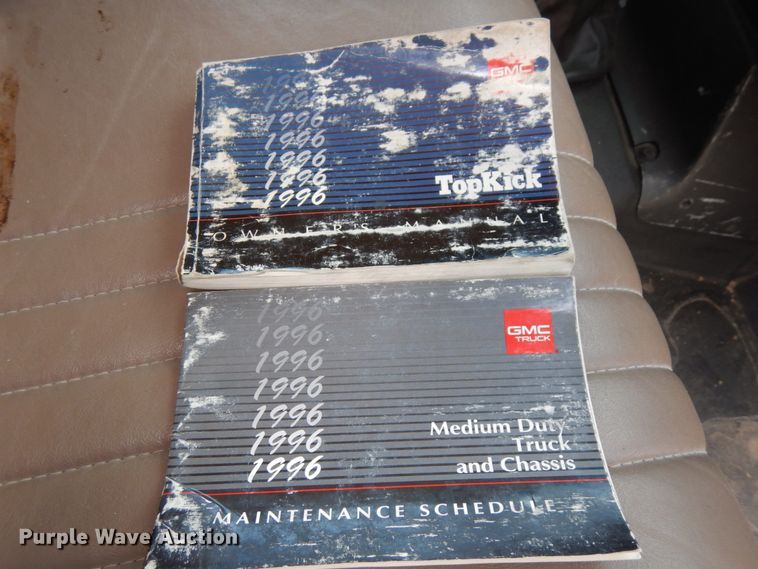 GMC
1996
1996
1996
1996
1996
1996
1996
TopKick
OWNER'S MANUAL
1996
1996
1996
1996
1996
1996
1996
GMC
TRUCK
Medium Duty
Truck
and Chassis
MAINTENANCE SCHEDULE
Purple Wave Auction